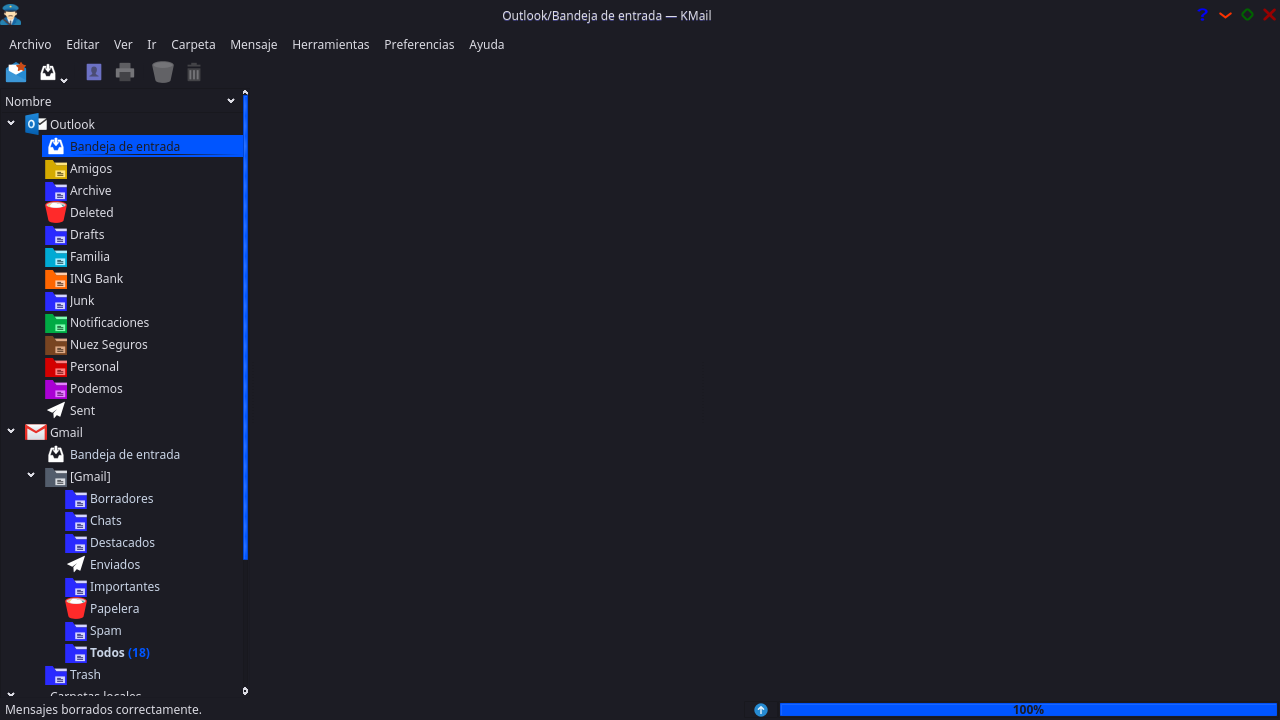 Outlook/Bandeja de entrada — KMail
Archivo Editar Ver Ir Carpeta Mensaje Herramientas Preferencias Ayuda
Nombre
Outlook
Bandeja de entrada
Amigos
Archive
Deleted
Drafts
Familia
ING Bank
Junk
Notificaciones
Nuez Seguros
Personal
Podemos
Sent
Gmail
Bandeja de entrada
[Gmail]
Borradores
Chats
Destacados
Enviados
Importantes
Papelera
Spam
Todos (18)
Trash
Carpetas locales
Mensajes borrados correctamente.
100%